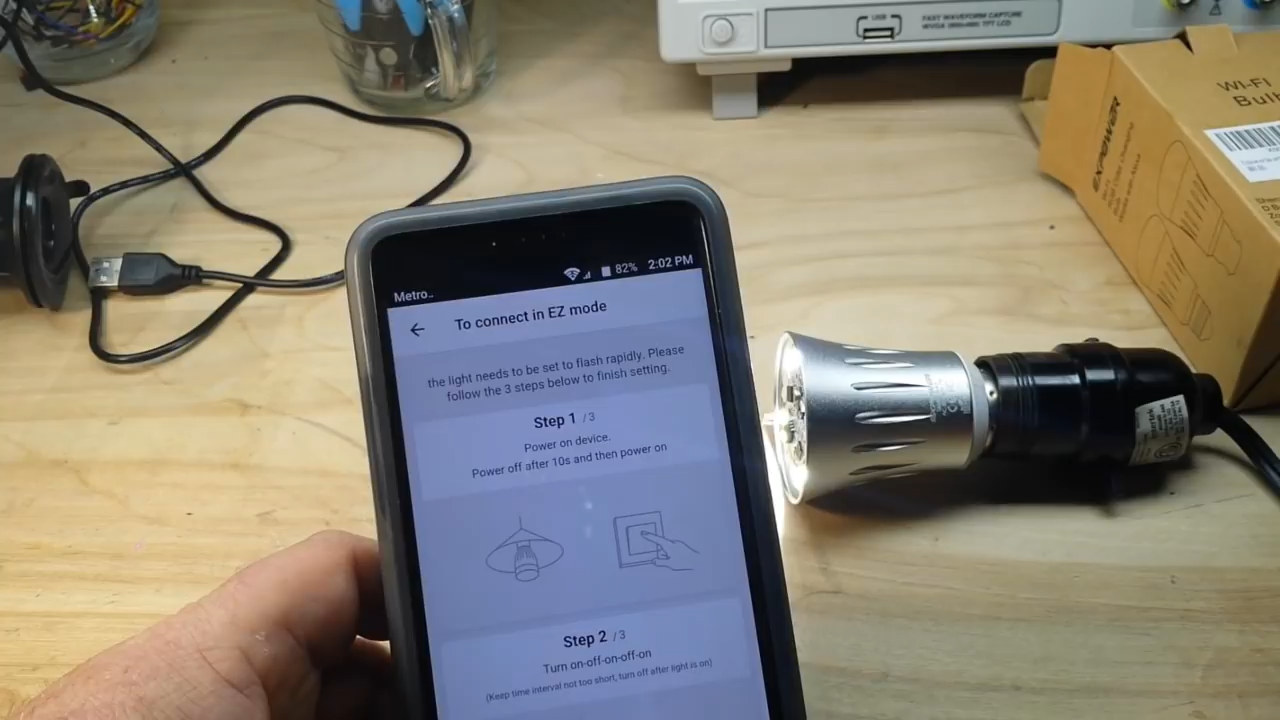 USB
FAST WAVEFORM CAPTURE
WI-FI
EXPOWER
82% 2:02 PM
Metro..
To connect in EZ mode
the light needs to be set to flash rapidly. Please
follow the 3 steps below to finish setting.
Step 1 / 3
Power on device.
Power off after 10s and then power on
Step 2 / 3
Turn on-off-on-off-on
(Keep time interval not too short, turn off after light is on)